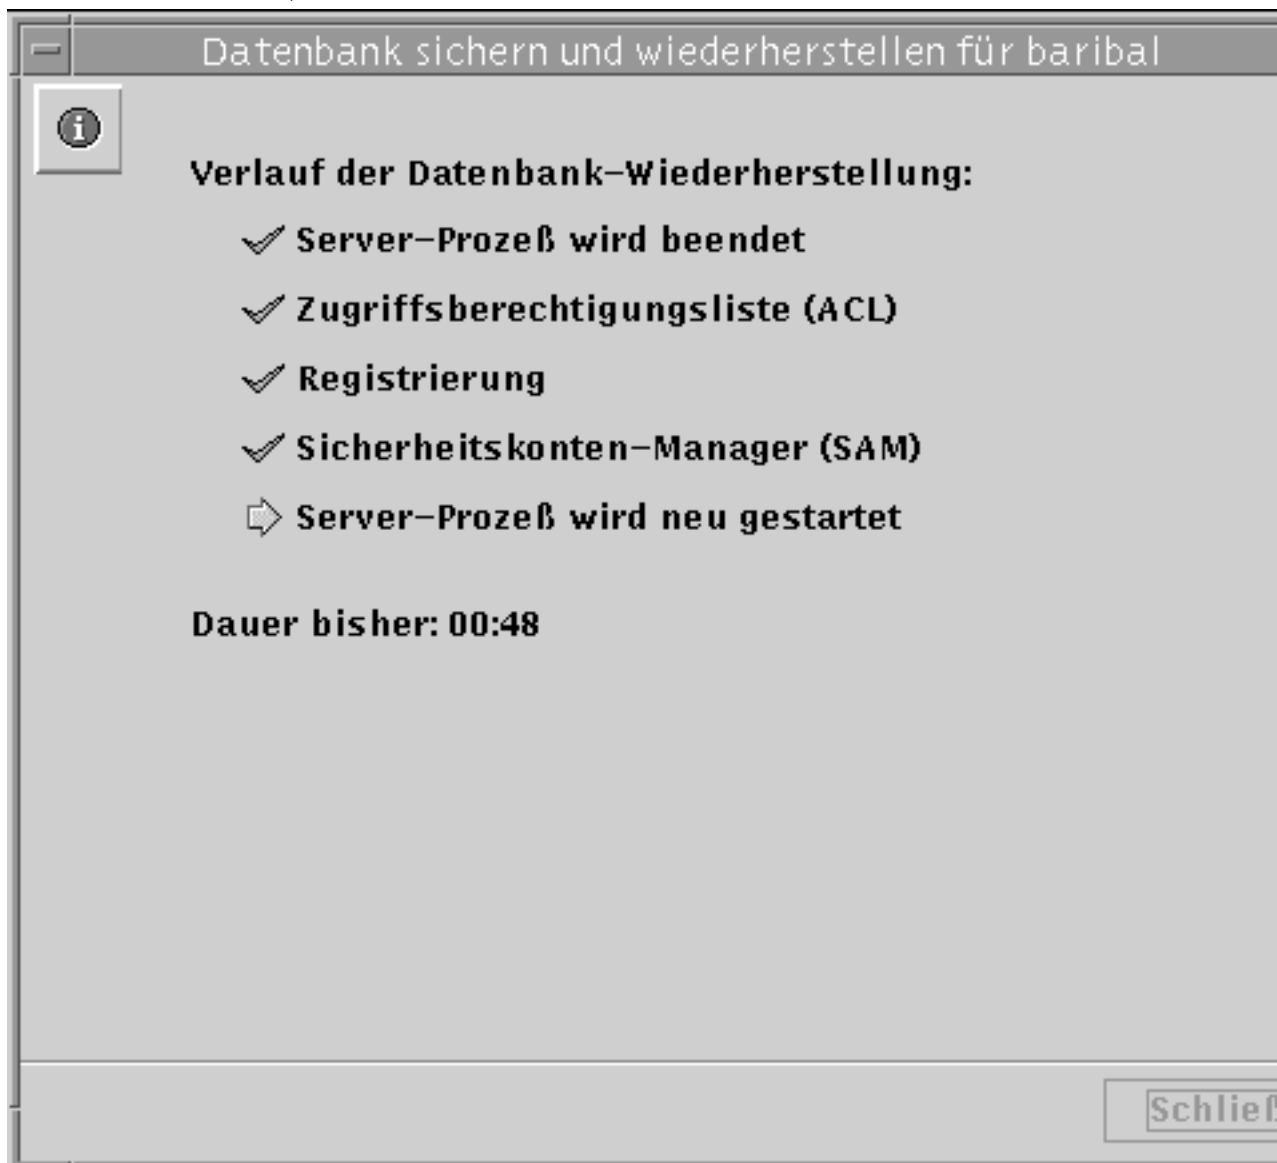 Datenbank sichern und wiederherstellen für baribal
Verlauf der Datenbank-Wiederherstellung:
Server-Prozeß wird beendet
Zugriffsberechtigungsliste (ACL)
Registrierung
Sicherheitskonten-Manager (SAM)
Server-Prozeß wird neu gestartet
Dauer bisher: 00:48